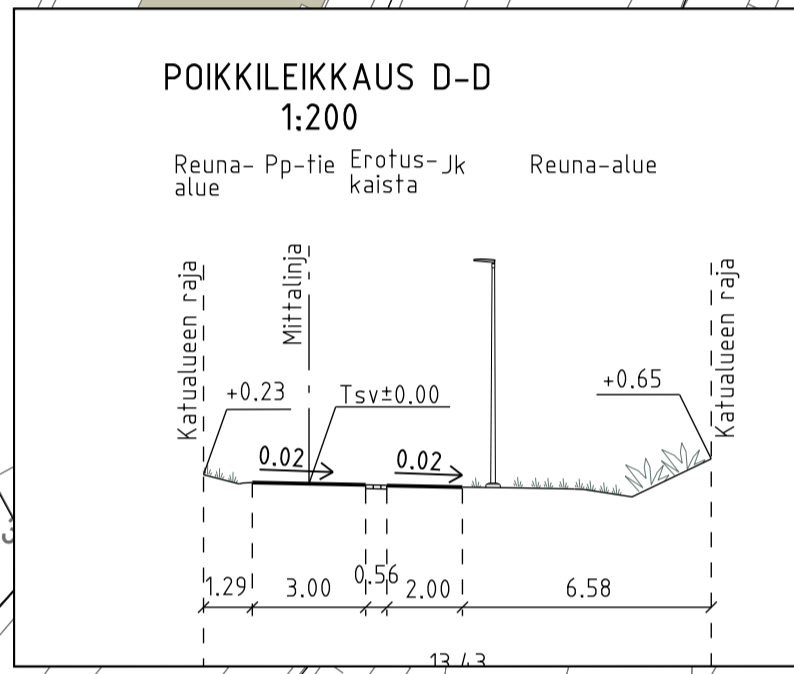 POIKKILEIKKAUS D-D
1:200
Reuna- Pp-tie Erotus- Jk Reuna-alue
alue kaista
Katualueen raja
Mittalinja
Katualueen raja
+0.23 Tsv±0.00 +0.65
0.02 0.02
1.29 3.00 0.56 2.00 6.58
13.43